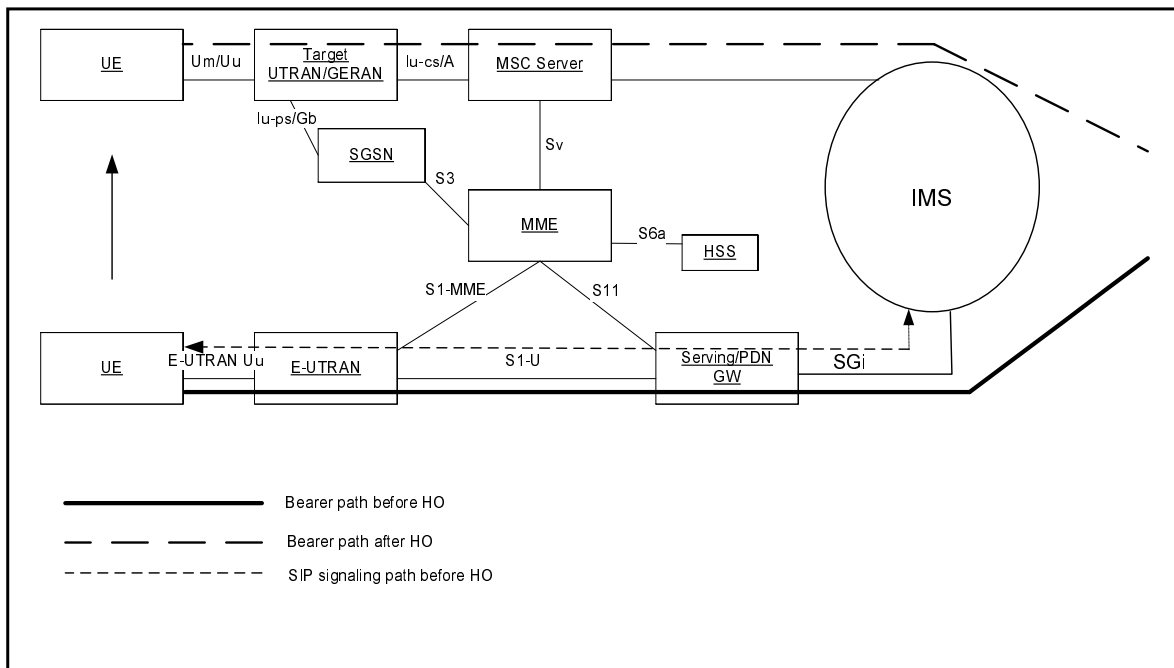 UE
Um/Uu
Target
UTRAN/GERAN
Iu-cs/A
MSC Server
Iu-ps/Gb
SGSN
Sv
S3
MME
IMS
S6a
HSS
S1-MME
S11
UE
E-UTRAN Uu
E-UTRAN
S1-U
Serving/PDN
GW
SGi
Bearer path before HO
Bearer path after HO
SIP signaling path before HO